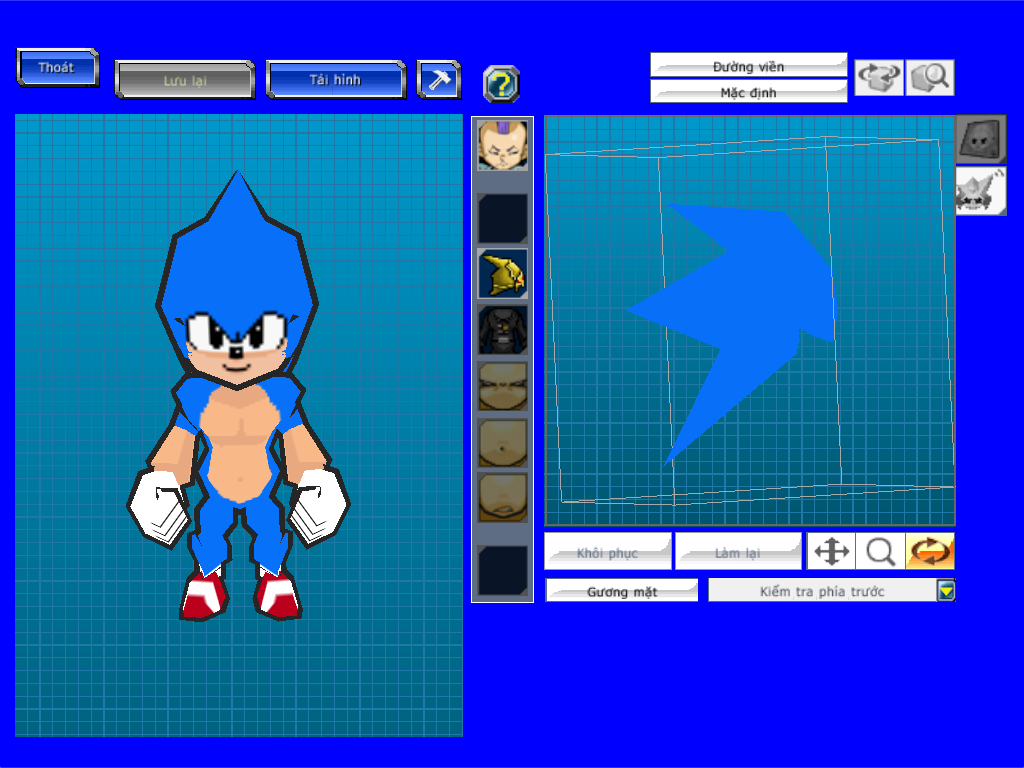 Thoát
Lưu lại
Tải hình
?
Đường viền
Mặc định
Khôi phục
Làm lại
Gương mặt
Kiểm tra phía trước